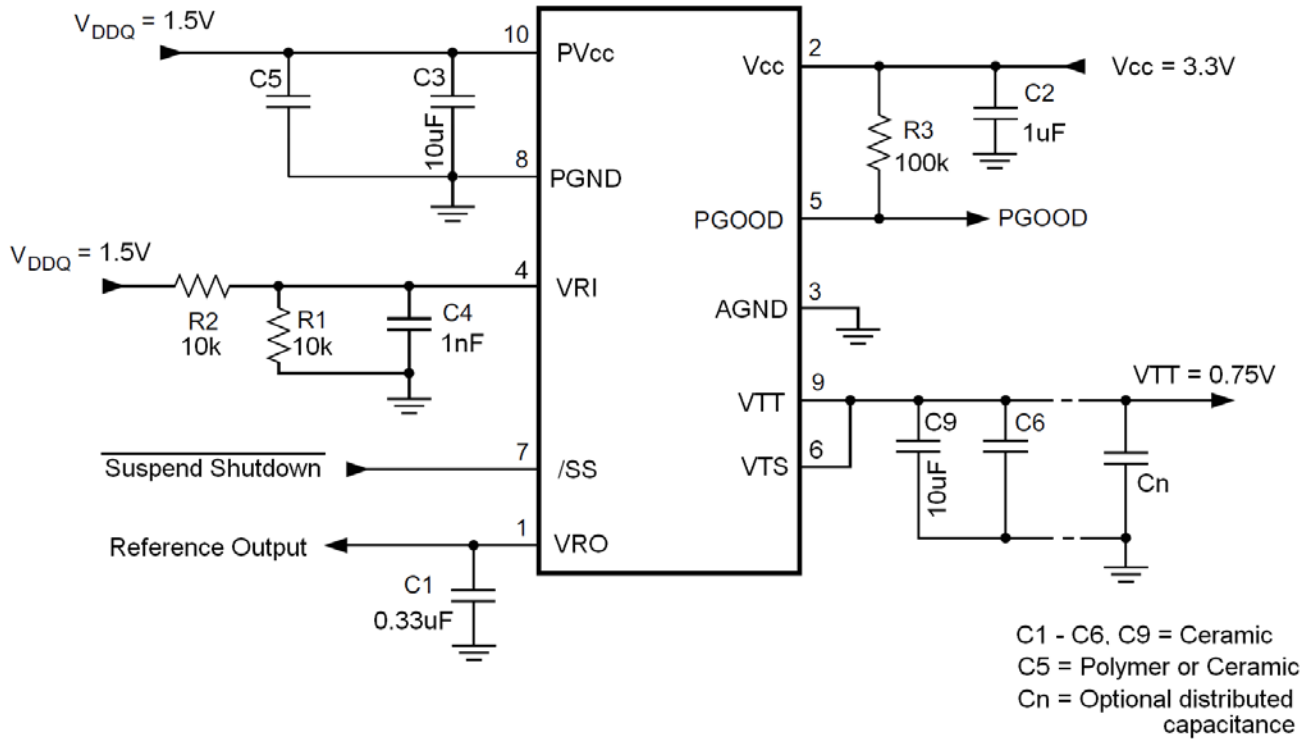 V_DDQ = 1.5V
10
PVcc
C5
C3
10uF
8
PGND
V_DDQ = 1.5V
4
VRI
R2
10k
R1
10k
C4
1nF
Suspend Shutdown
7
/SS
Reference Output
1
VRO
C1
0.33uF
Vcc
2
Vcc = 3.3V
C2
1uF
R3
100k
PGOOD
5
PGOOD
AGND
3
VTT
9
VTT = 0.75V
VTS
6
C9
10uF
C6
Cn
C1 - C6, C9 = Ceramic
C5 = Polymer or Ceramic
Cn = Optional distributed
capacitance